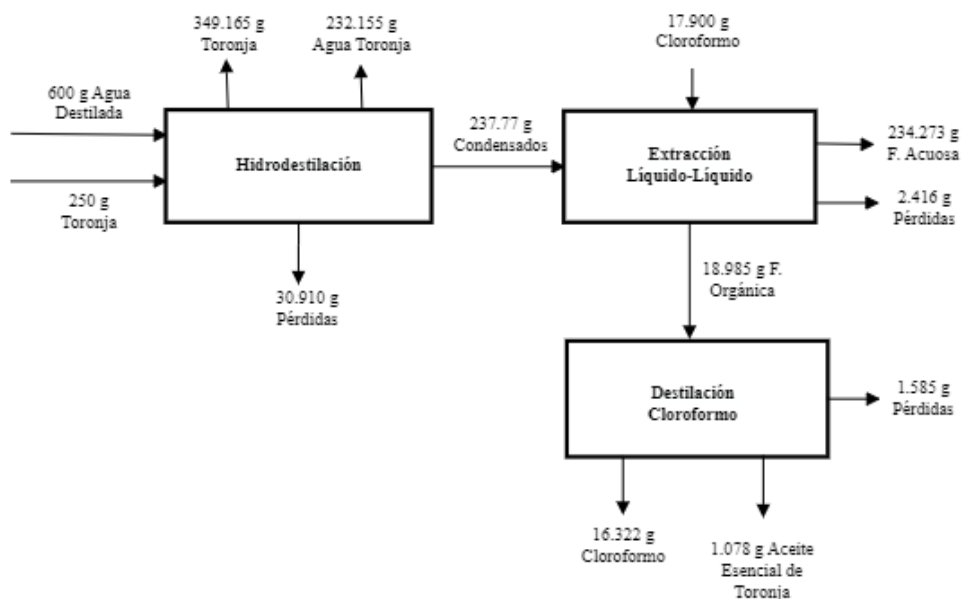 349.165 g
Toronja
232.155 g
Agua Toronja
17.900 g
Cloroformo
600 g Agua
Destilada
250 g
Toronja
Hidrodestilación
237.77 g
Condensados
Extracción
Líquido-Líquido
234.273 g
F. Acuosa
2.416 g
Pérdidas
30.910 g
Pérdidas
18.985 g F.
Orgánica
Destilación
Cloroformo
1.585 g
Pérdidas
16.322 g
Cloroformo
1.078 g Aceite
Esencial de
Toronja